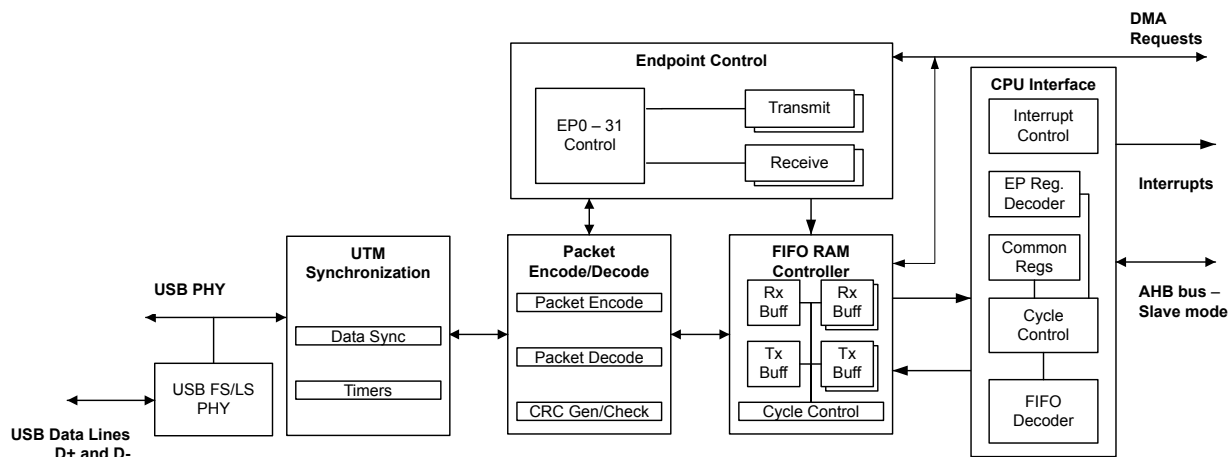 DMA
Requests
Endpoint Control
CPU Interface
Transmit
Interrupt
Control
EP0 – 31
Control
Receive
Interrupts
EP Reg.
Decoder
UTM
Synchronization
Packet
Encode/Decode
FIFO RAM
Controller
Common
Regs
USB PHY
Packet Encode
Rx
Buff
Rx
Buff
AHB bus –
Slave mode
Data Sync
Packet Decode
Tx
Buff
Tx
Buff
Cycle
Control
USB FS/LS
PHY
Timers
CRC Gen/Check
Cycle Control
FIFO
Decoder
USB Data Lines
D+ and D-